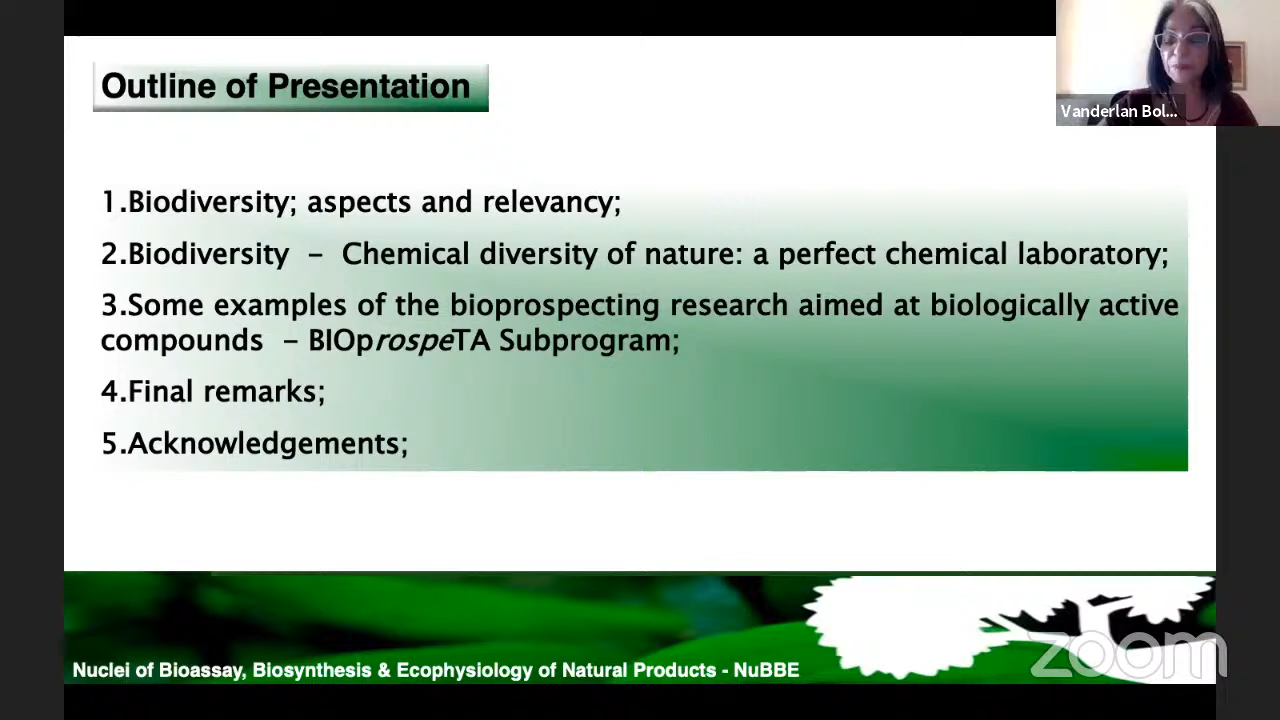 Outline of Presentation
Vanderlan Bol...
1.Biodiversity; aspects and relevancy;
2.Biodiversity – Chemical diversity of nature: a perfect chemical laboratory;
3.Some examples of the bioprospecting research aimed at biologically active
compounds – BIOprospeTA Subprogram;
4.Final remarks;
5.Acknowledgements;
zoom
Nuclei of Bioassay, Biosynthesis & Ecophysiology of Natural Products - NuBBE